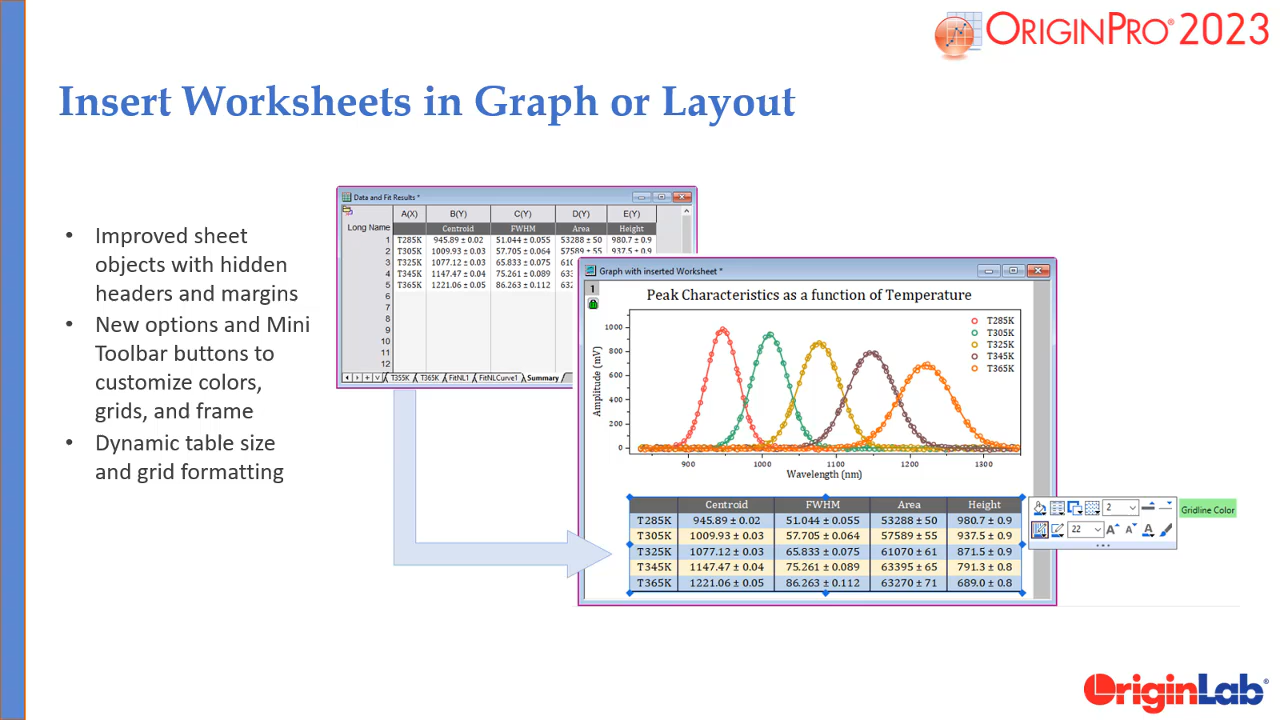 ORIGINPRO® 2023
Insert Worksheets in Graph or Layout
• Improved sheet
objects with hidden
headers and margins
• New options and Mini
Toolbar buttons to
customize colors,
grids, and frame
• Dynamic table size
and grid formatting
Data and Fit Results *
A(X) B(Y) C(Y) D(Y) E(Y)
Long Name Centroid FWHM Area Height
1 T285K 945.89 ± 0.02 51.044 ± 0.055 53288 ± 50 980.7 ± 0.9
2 T305K 1009.93 ± 0.03 57.705 ± 0.064 57589 ± 55 937.5 ± 0.9
3 T325K 1077.12 ± 0.03 65.833 ± 0.075
4 T345K 1147.47 ± 0.04 75.261 ± 0.089
5 T365K 1221.06 ± 0.05 86.263 ± 0.112
6
7
8
9
10
11
12
T355K T365K FitNL1 FitNLCurve1 Summary
Graph with inserted Worksheet *
1
Peak Characteristics as a function of Temperature
T285K
T305K
T325K
T345K
T365K
Amplitude (mV)
1000
800
600
400
200
0
900 1000 1100 1200 1300
Wavelength (nm)
Centroid FWHM Area Height
T285K 945.89 ± 0.02 51.044 ± 0.055 53288 ± 50 980.7 ± 0.9
T305K 1009.93 ± 0.03 57.705 ± 0.064 57589 ± 55 937.5 ± 0.9
T325K 1077.12 ± 0.03 65.833 ± 0.075 61070 ± 61 871.5 ± 0.9
T345K 1147.47 ± 0.04 75.261 ± 0.089 63395 ± 65 791.3 ± 0.8
T365K 1221.06 ± 0.05 86.263 ± 0.112 63270 ± 71 689.0 ± 0.8
2
22 A A A
Gridline Color
OriginLab®